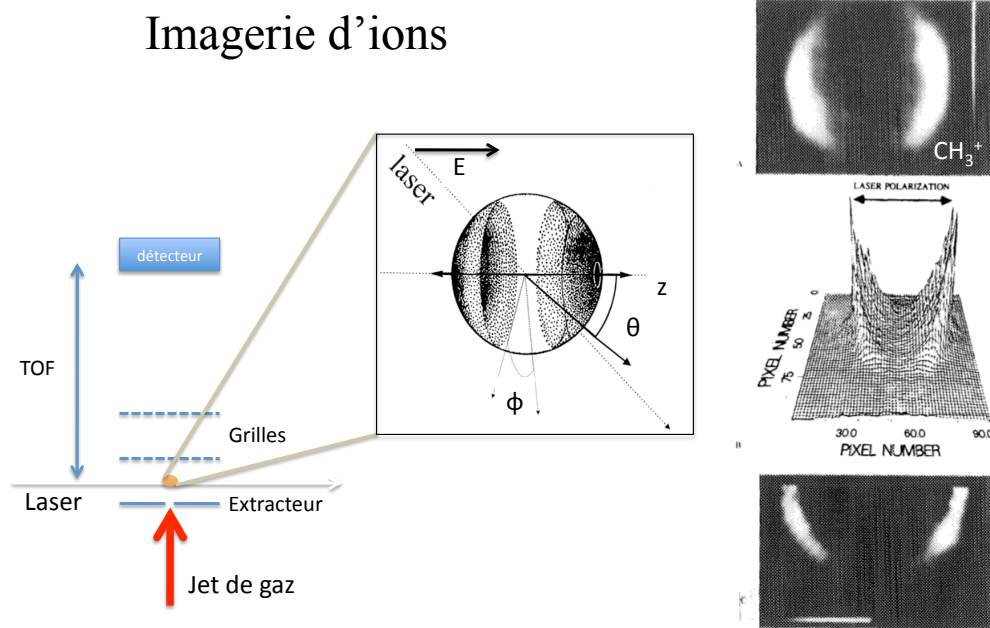 Imagerie d’ions
E
laser
z
θ
ϕ
détecteur
TOF
Grilles
Laser
Extracteur
Jet de gaz
CH₃⁺
A
LASER POLARIZATION
0
25
50
75
PIXEL NUMBER
30.0 60.0 90.0
PIXEL NUMBER
B
C